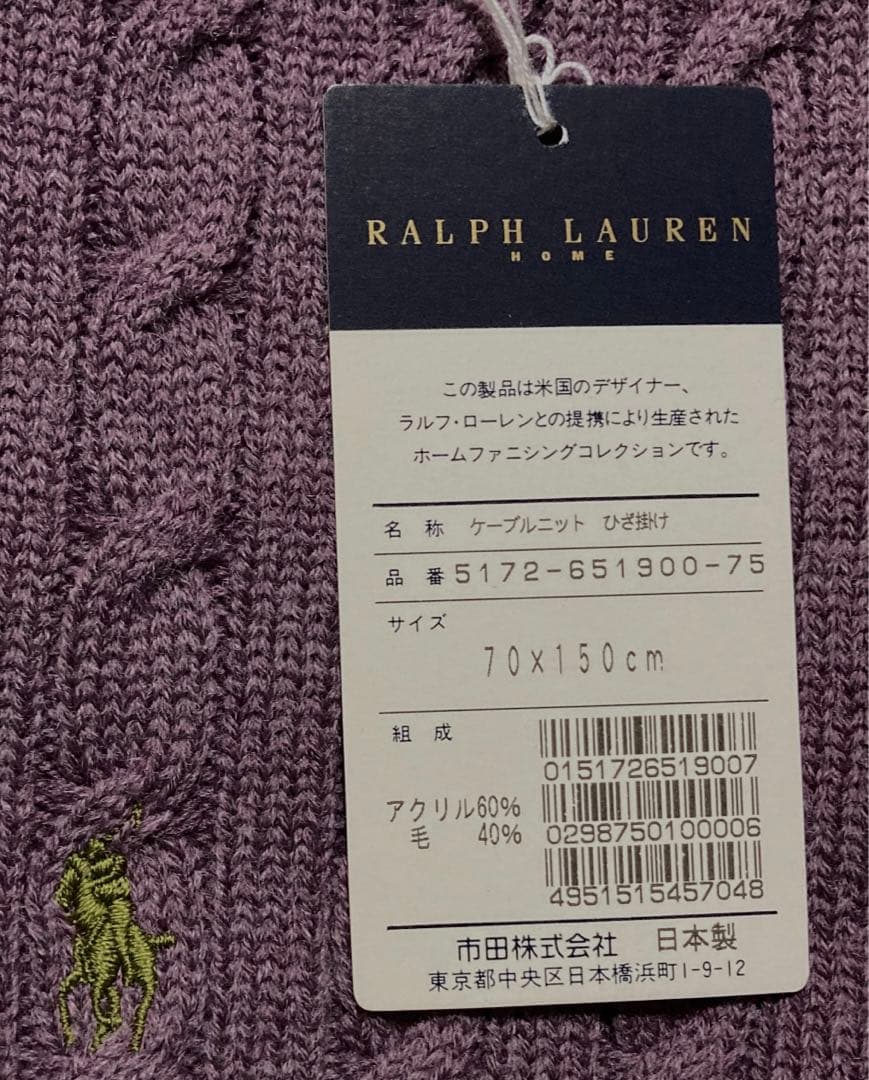 RALPH LAUREN
HOME
この製品は米国のデザイナー、
ラルフ・ローレンとの提携により生産された
ホームファニシングコレクションです。
名 称 ケーブルニット ひざ掛け
品 番 5172-651900-75
サイズ
70×150cm
組 成
0151726519007
アクリル60%
毛 40%
0298750100006
4951515457048
市田株式会社 日本製
東京都中央区日本橋浜町1-9-12